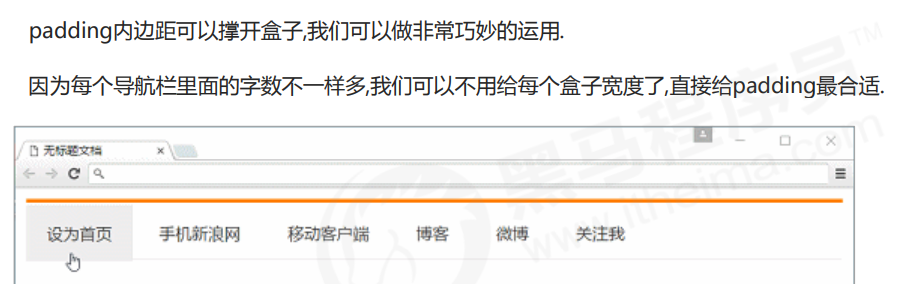 padding内边距可以撑开盒子,我们可以做非常巧妙的运用.
因为每个导航栏里面的字数不一样多,我们可以不用给每个盒子宽度了,直接给padding最合适.
无标题文档
设为首页 手机新浪网 移动客户端 博客 微博 关注我
黑马程序员™
www.itheima.com